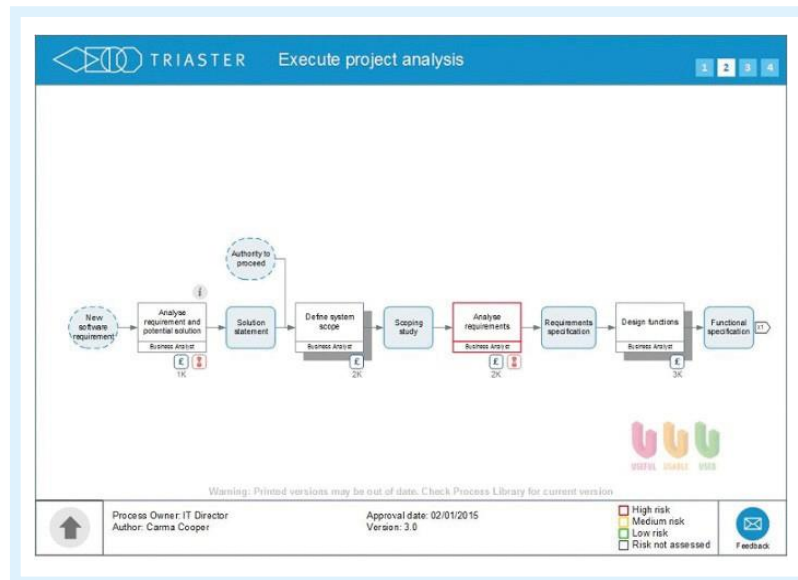 TRIASTER
Execute project analysis
1 2 3 4
Authority to
proceed
i
New
software
requirement
Analyse
requirement and
potential solution
Business Analyst
£
1K
Solution
statement
Define system
scope
Business Analyst
£
2K
Scoping
study
Analyse
requirements
Business Analyst
£
2K
Requirements
specification
Design functions
Business Analyst
£
3K
Functional
specification
USEFUL USABLE USED
Warning: Printed versions may be out of date. Check Process Library for current version
Process Owner: IT Director
Author: Carma Cooper
Approval date: 02/01/2015
Version: 3.0
High risk
Medium risk
Low risk
Risk not assessed
Feedback